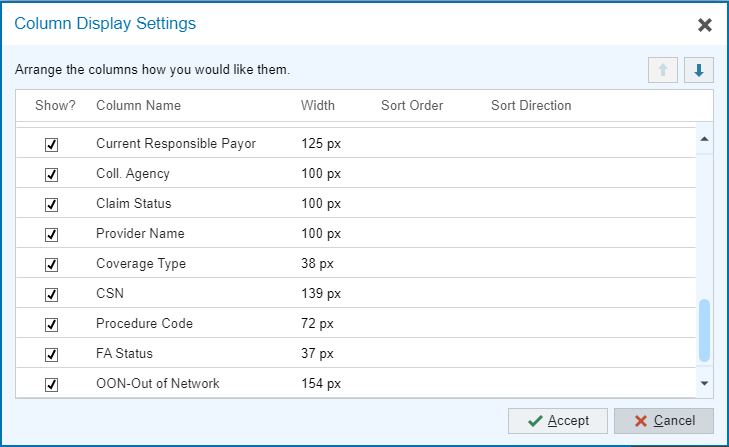 Column Display Settings
Arrange the columns how you would like them.
Show? Column Name Width Sort Order Sort Direction
Current Responsible Payor 125 px
Coll. Agency 100 px
Claim Status 100 px
Provider Name 100 px
Coverage Type 38 px
CSN 139 px
Procedure Code 72 px
FA Status 37 px
OON-Out of Network 154 px
Accept Cancel